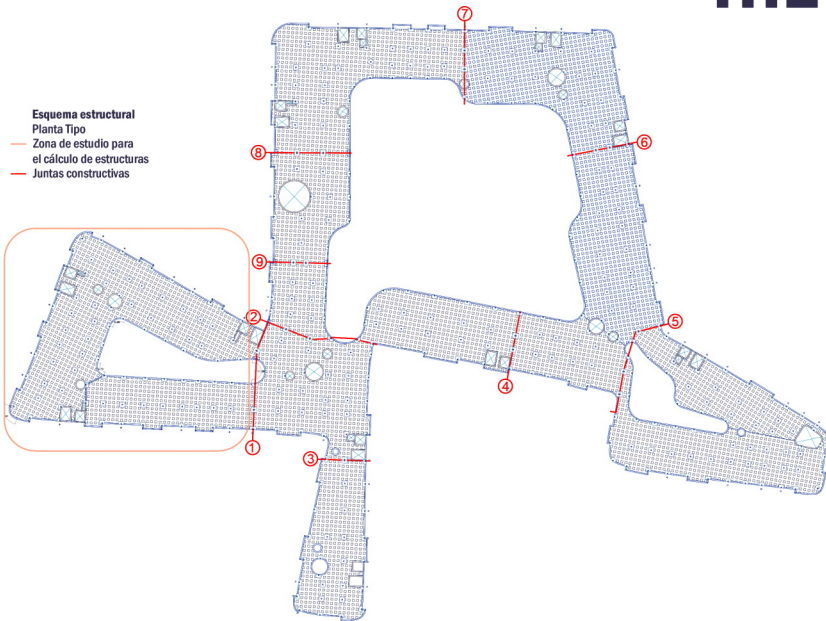 7
Esquema estructural
Planta Tipo
Zona de estudio para
el cálculo de estructuras
Juntas constructivas
6
8
9
2
5
4
1
3